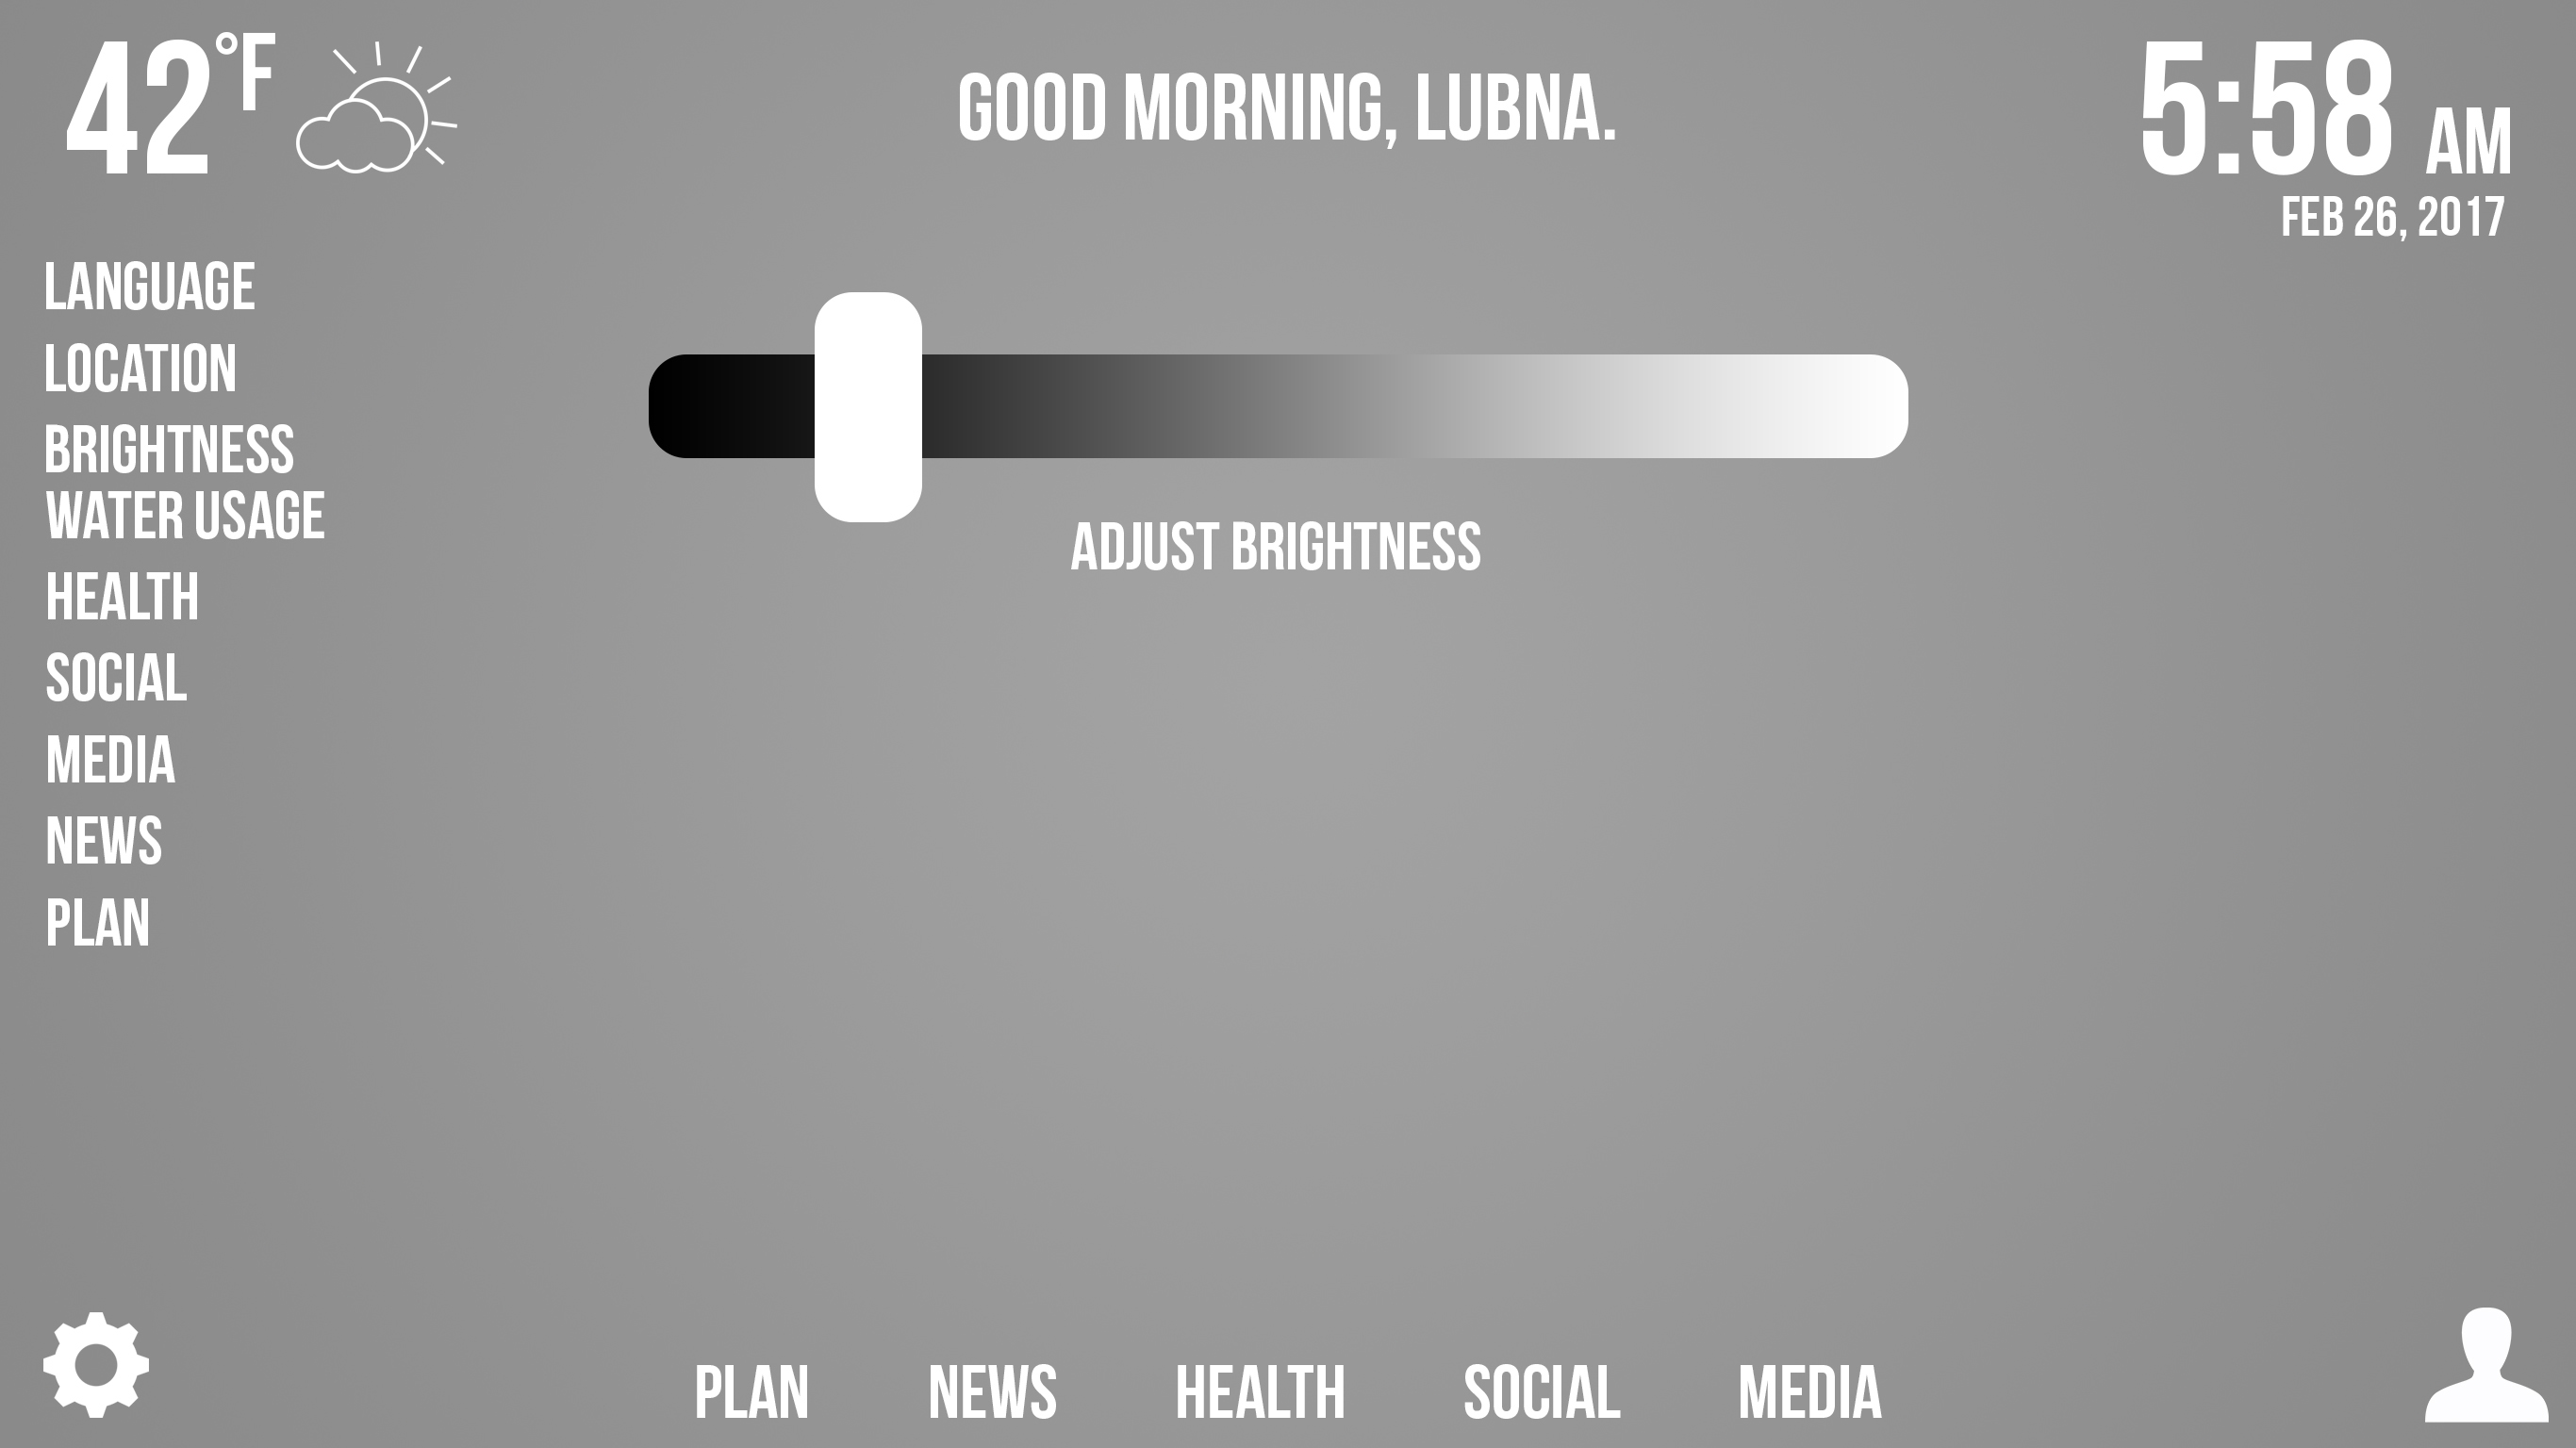 42°F
GOOD MORNING, LUBNA.
5:58 AM
FEB 26, 2017
LANGUAGE
LOCATION
BRIGHTNESS
WATER USAGE
HEALTH
SOCIAL
MEDIA
NEWS
PLAN
ADJUST BRIGHTNESS
PLAN NEWS HEALTH SOCIAL MEDIA